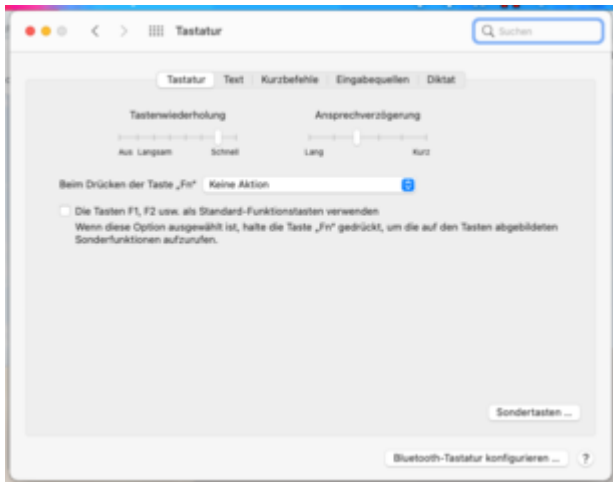 Tastatur
Suchen
Tastatur Text Kurzbefehle Eingabequellen Diktat
Tastenwiederholung Ansprechverzögerung
Aus Langsam Schnell Lang Kurz
Beim Drücken der Taste „Fn“ Keine Aktion
Die Tasten F1, F2 usw. als Standard-Funktionstasten verwenden
Wenn diese Option ausgewählt ist, halte die Taste „Fn“ gedrückt, um die auf den Tasten abgebildeten
Sonderfunktionen aufzurufen.
Sondertasten ...
Bluetooth-Tastatur konfigurieren ... ?